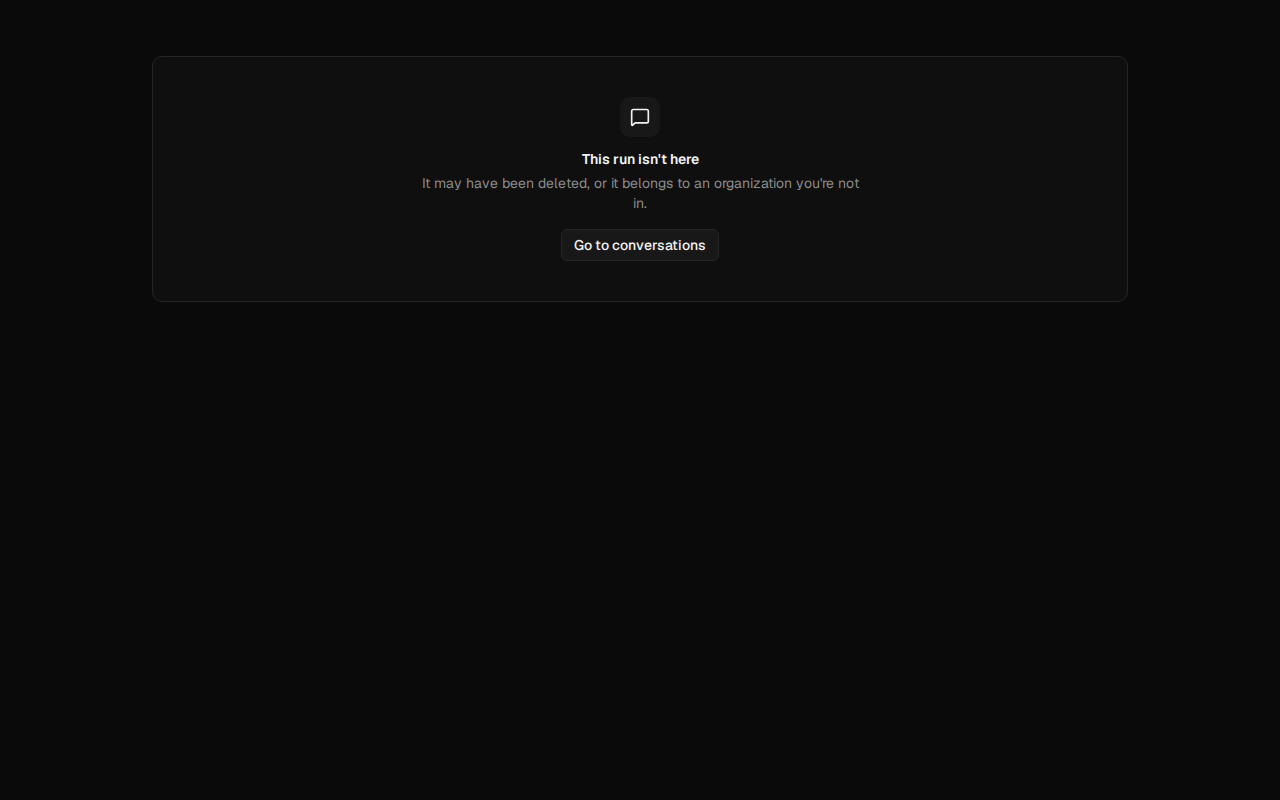 This run isn't here
It may have been deleted, or it belongs to an organization you're not
in.
Go to conversations